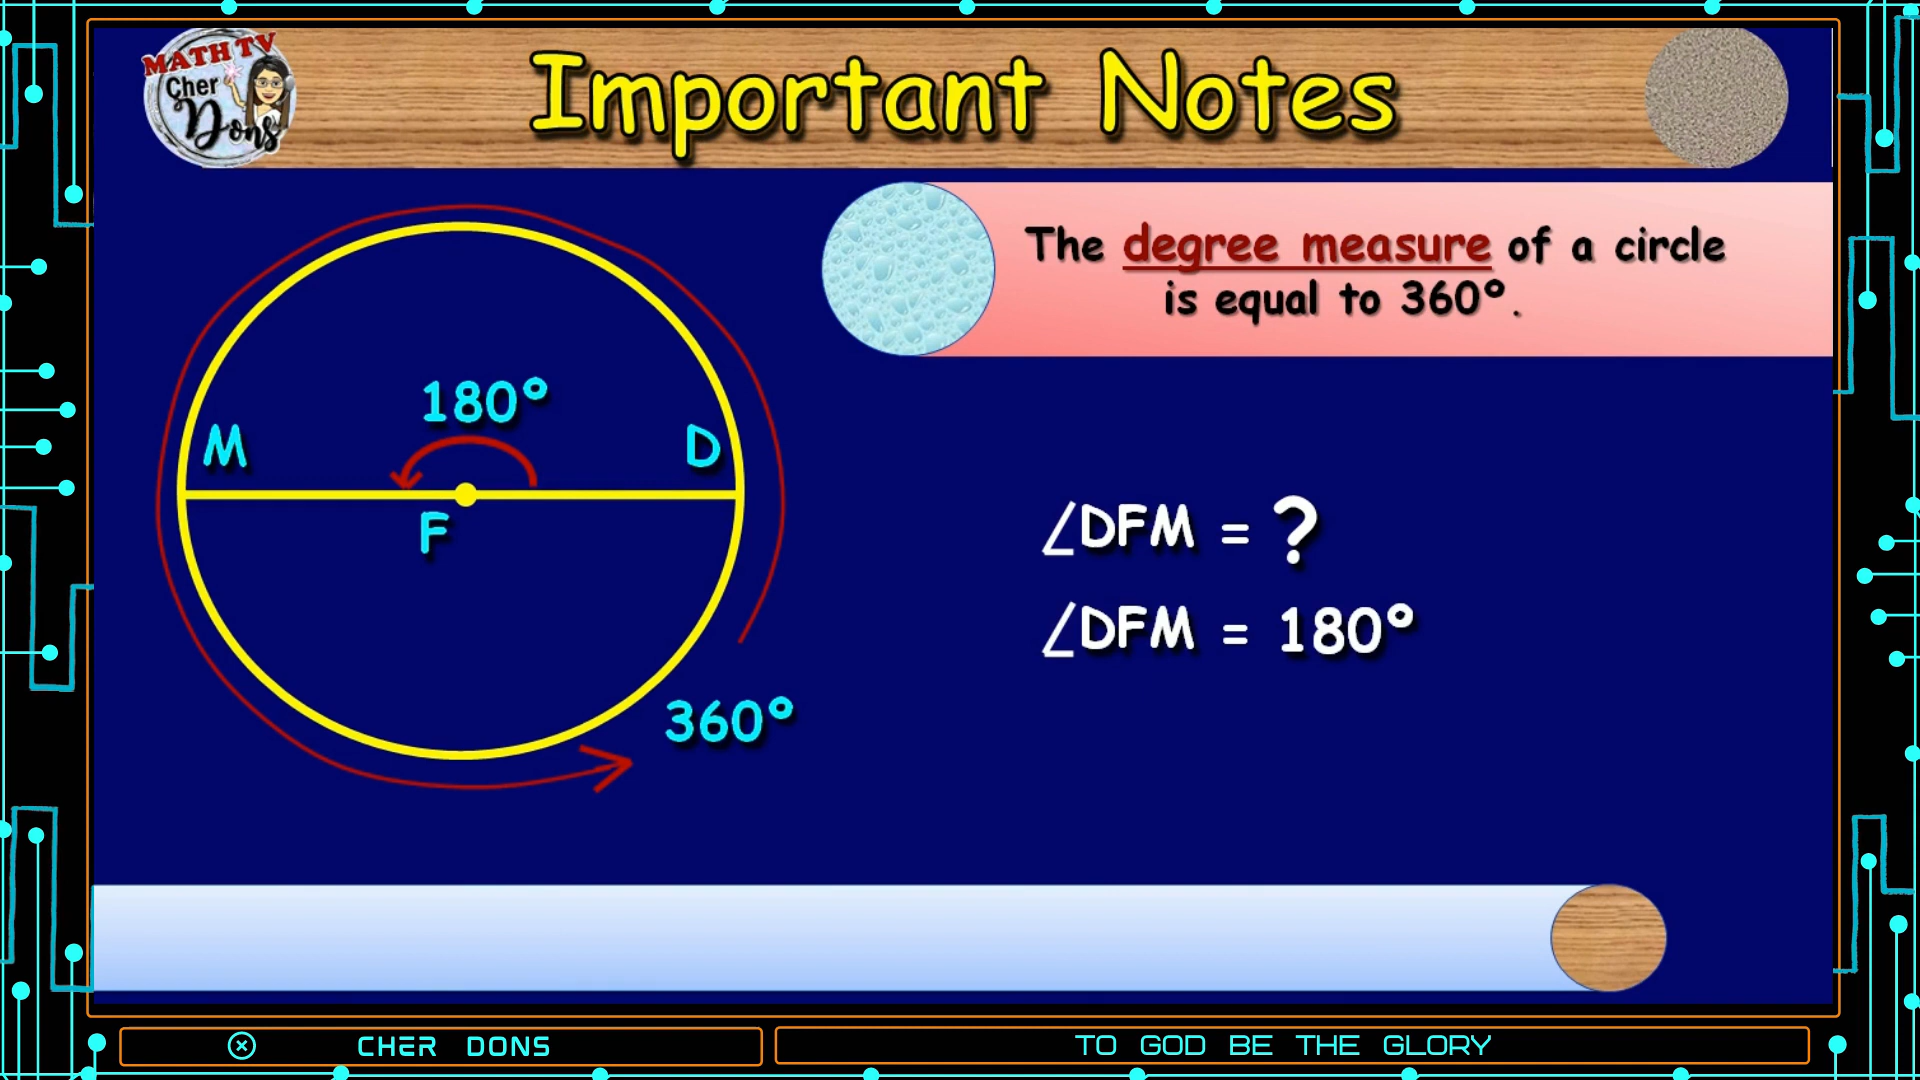 MATH TV
Cher
Dons
Important Notes
The degree measure of a circle
is equal to 360°.
180°
M
D
F
∠DFM = ?
∠DFM = 180°
360°
CHER DONS
TO GOD BE THE GLORY